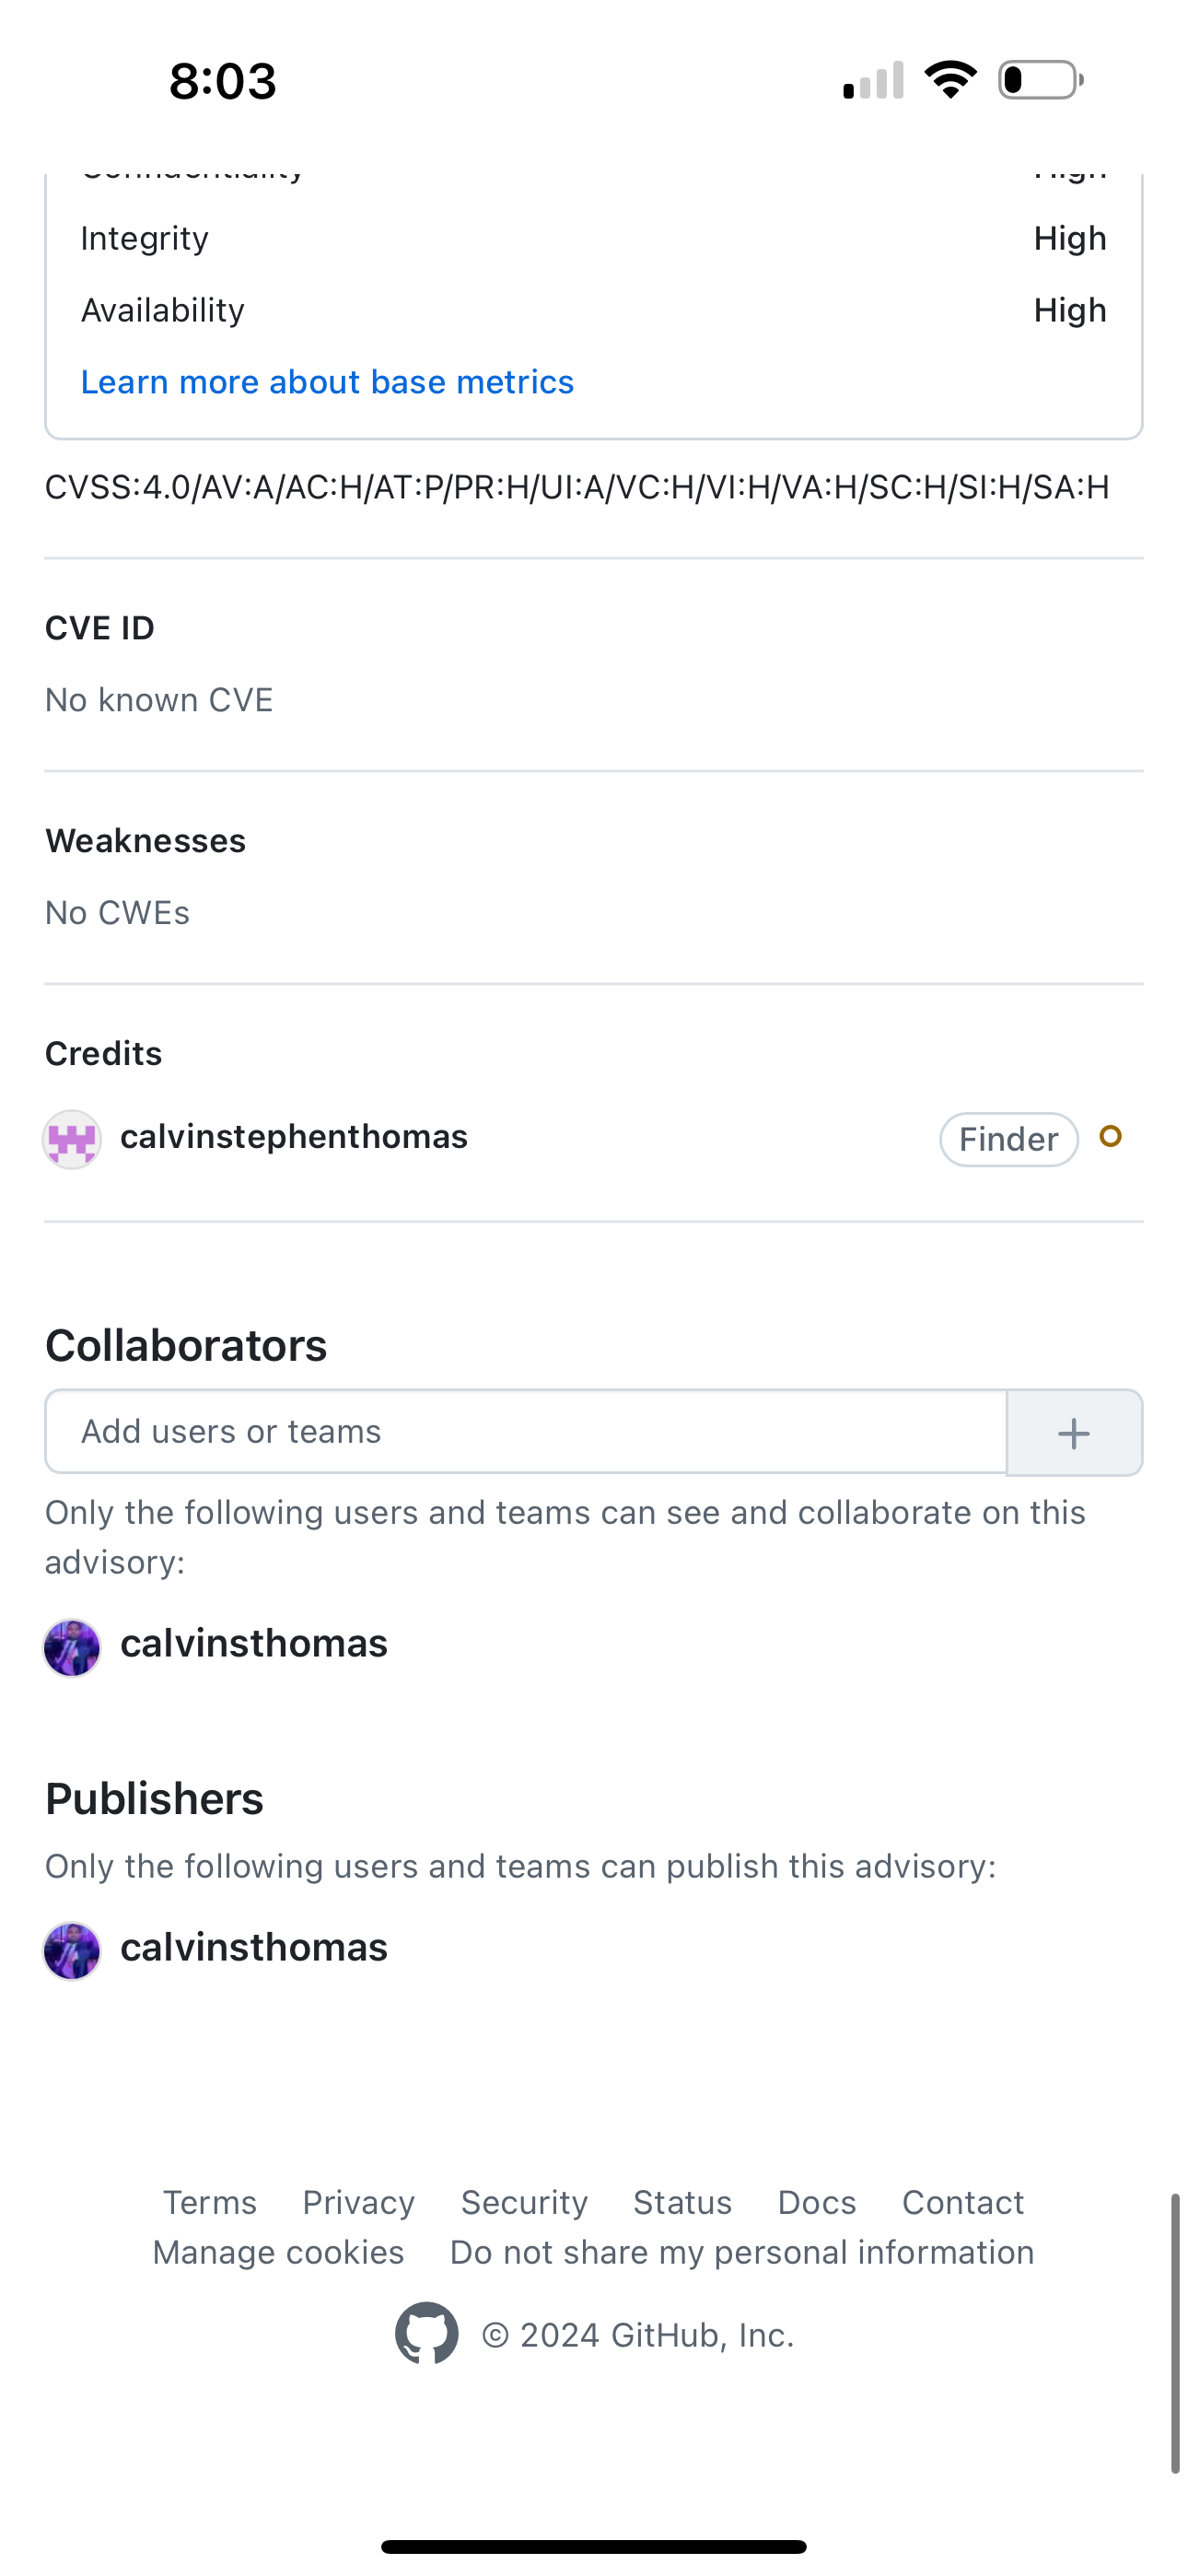 8:03
Confidentiality High
Integrity High
Availability High
Learn more about base metrics
CVSS:4.0/AV:A/AC:H/AT:P/PR:H/UI:A/VC:H/VI:H/VA:H/SC:H/SI:H/SA:H
CVE ID
No known CVE
Weaknesses
No CWEs
Credits
calvinstephenthomas Finder
Collaborators
Add users or teams
Only the following users and teams can see and collaborate on this
advisory:
calvinsthomas
Publishers
Only the following users and teams can publish this advisory:
calvinsthomas
Terms Privacy Security Status Docs Contact
Manage cookies Do not share my personal information
© 2024 GitHub, Inc.